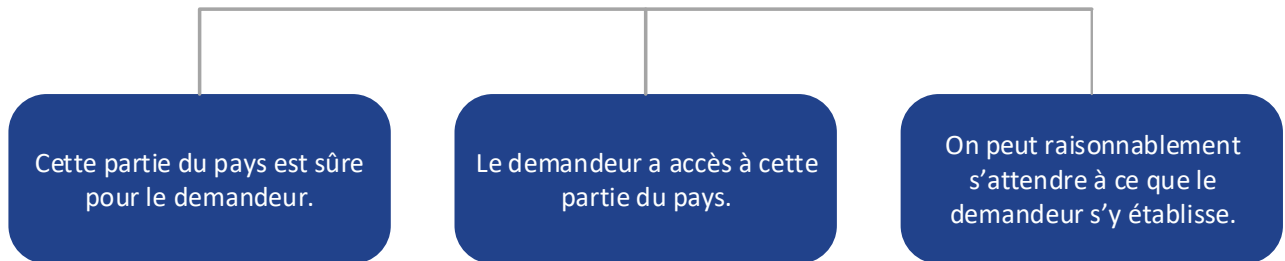 Cette partie du pays est sûre
pour le demandeur.
Le demandeur a accès à cette
partie du pays.
On peut raisonnablement
s’attendre à ce que le
demandeur s’y établisse.